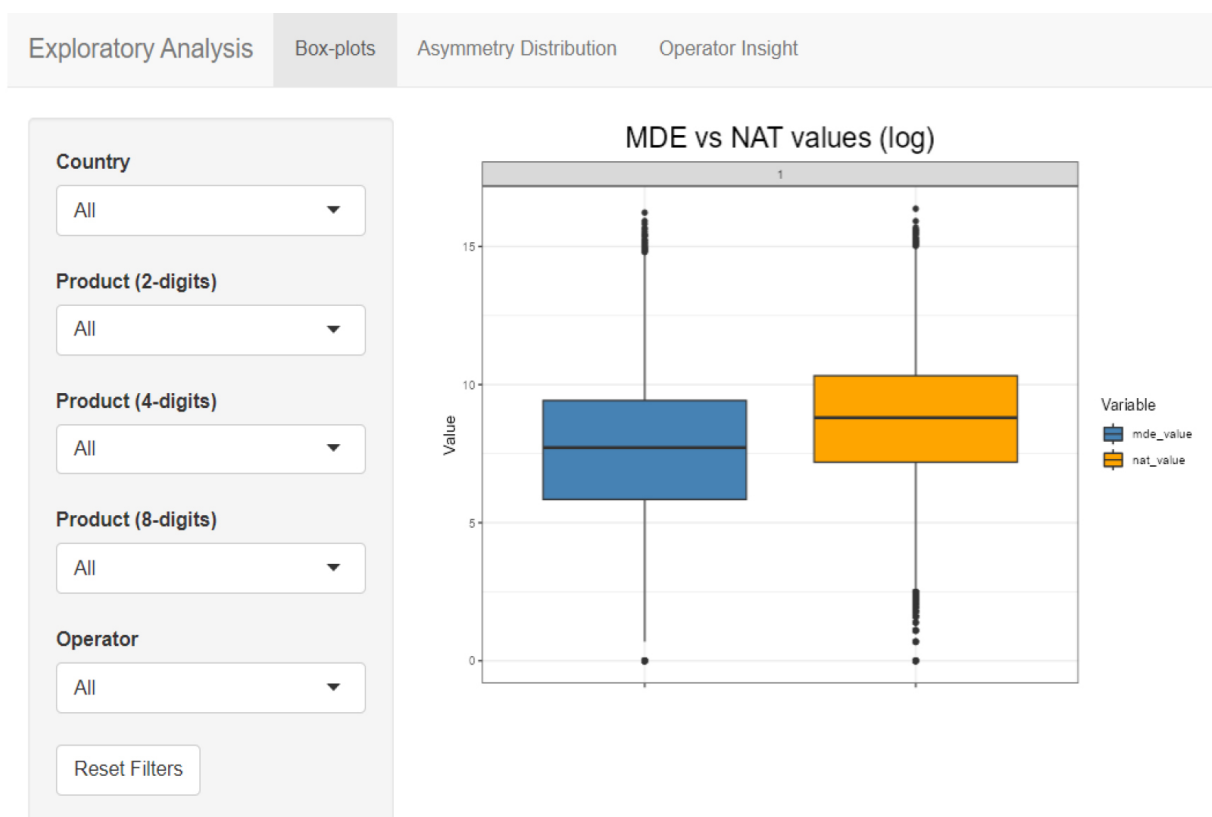 Exploratory Analysis Box-plots Asymmetry Distribution Operator Insight
Country
All
Product (2-digits)
All
Product (4-digits)
All
Product (8-digits)
All
Operator
All
Reset Filters
MDE vs NAT values (log)
1
15
10
5
0
Value
Variable
mde_value
nat_value